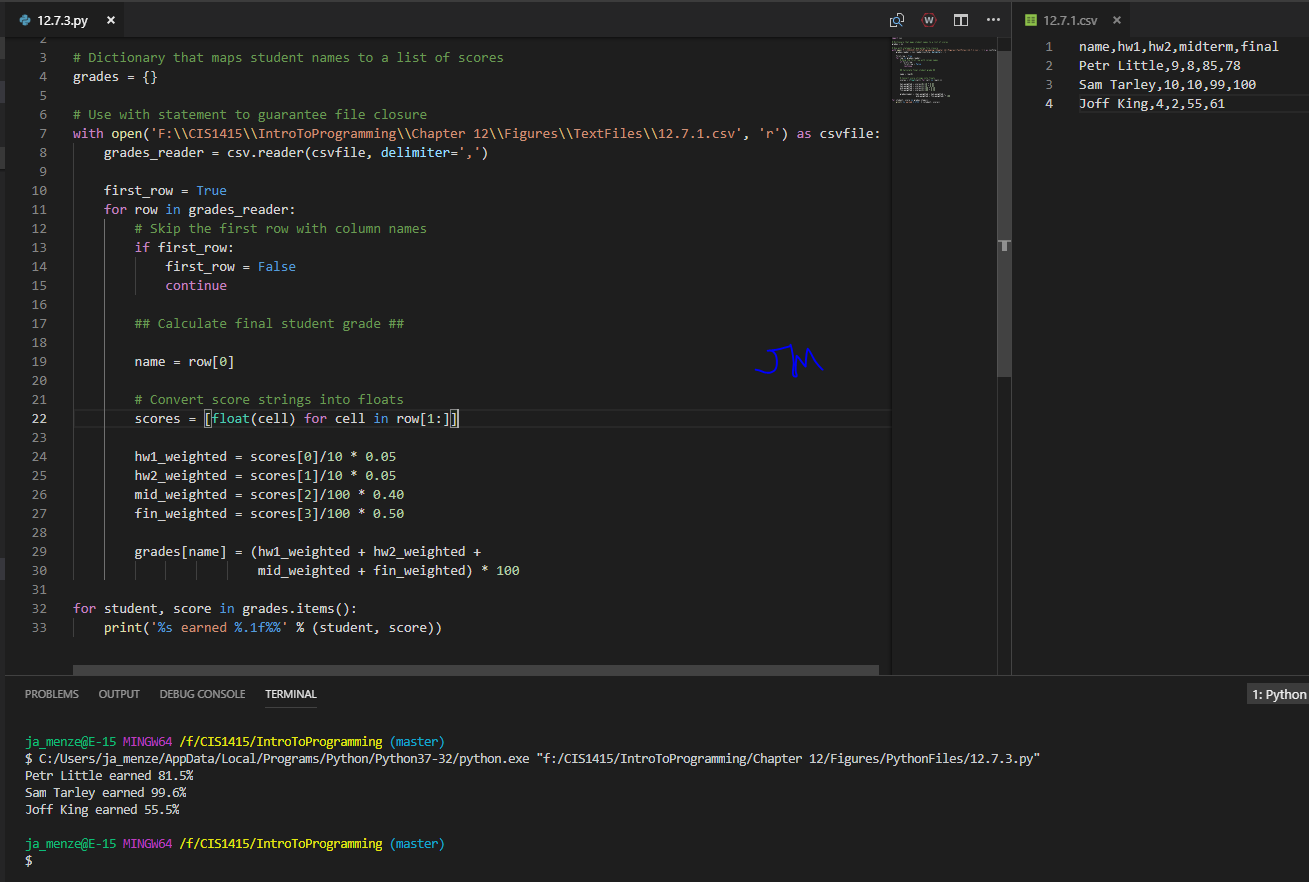 12.7.3.py
12.7.1.csv
2
3 # Dictionary that maps student names to a list of scores
4 grades = {}
5
6 # Use with statement to guarantee file closure
7 with open('F:\\CIS1415\\IntroToProgramming\\Chapter 12\\Figures\\TextFiles\\12.7.1.csv', 'r') as csvfile:
8     grades_reader = csv.reader(csvfile, delimiter=',')
9
10     first_row = True
11     for row in grades_reader:
12         # Skip the first row with column names
13         if first_row:
14             first_row = False
15             continue
16
17         ## Calculate final student grade ##
18
19         name = row[0]
20
21         # Convert score strings into floats
22         scores = [float(cell) for cell in row[1:]]
23
24         hw1_weighted = scores[0]/10 * 0.05
25         hw2_weighted = scores[1]/10 * 0.05
26         mid_weighted = scores[2]/100 * 0.40
27         fin_weighted = scores[3]/100 * 0.50
28
29         grades[name] = (hw1_weighted + hw2_weighted +
30                         mid_weighted + fin_weighted) * 100
31
32 for student, score in grades.items():
33     print('%s earned %.1f%%' % (student, score))
JM
1 name,hw1,hw2,midterm,final
2 Petr Little,9,8,85,78
3 Sam Tarley,10,10,99,100
4 Joff King,4,2,55,61
PROBLEMS OUTPUT DEBUG CONSOLE TERMINAL 1: Python
ja_menze@E-15 MINGW64 /f/CIS1415/IntroToProgramming (master)
$ C:/Users/ja_menze/AppData/Local/Programs/Python/Python37-32/python.exe "f:/CIS1415/IntroToProgramming/Chapter 12/Figures/PythonFiles/12.7.3.py"
Petr Little earned 81.5%
Sam Tarley earned 99.6%
Joff King earned 55.5%
ja_menze@E-15 MINGW64 /f/CIS1415/IntroToProgramming (master)
$